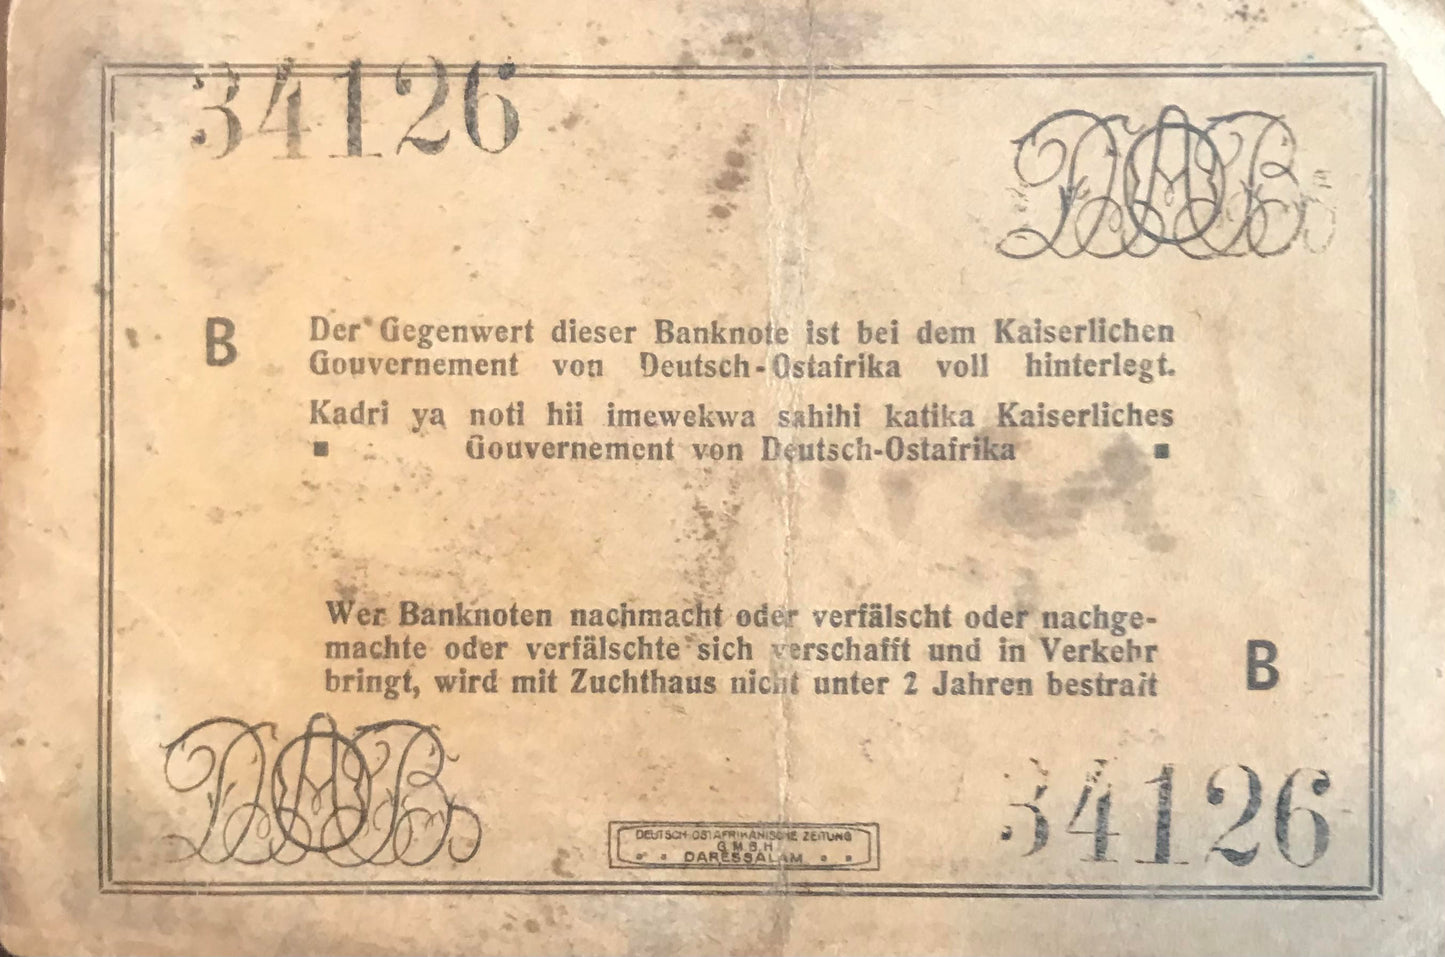 34126
DOAB
B
Der Gegenwert dieser Banknote ist bei dem Kaiserlichen
Gouvernement von Deutsch-Ostafrika voll hinterlegt.
Kadri ya noti hii imewekwa sahihi katika Kaiserliches
Gouvernement von Deutsch-Ostafrika
Wer Banknoten nachmacht oder verfälscht oder nachge-
machte oder verfälschte sich verschafft und in Verkehr
bringt, wird mit Zuchthaus nicht unter 2 Jahren bestraft
B
DOAB
DEUTSCH-OSTAFRIKANISCHE ZEITUNG
G.M.B.H
DARESSALAM
34126